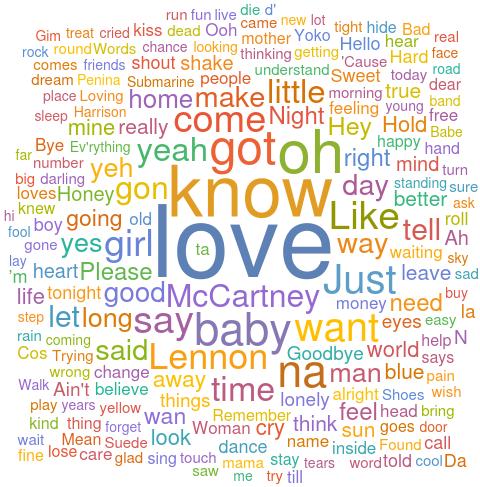 run fun live die d'
Gim treat cried kiss dead Ooh came new lot tight hide Bad
rock round Words chance looking mother Yoko Hello hear real
comes friends shout shake thinking getting 'Cause Hard face
dream Penina Submarine people understand Sweet today road
place Loving home make little morning true dear
sleep Harrison come Night feeling young band
mine really Hey Hold free
Bye Ev'rything yeah got oh right happy hand Babe
far number yeh mind turn
big darling gon know day standing sure
loves Honey better
hi knew Like ask
fool boy going old tell roll
gone yes girl love ta way waiting Ah
lay sky
'm heart Please Just leave sad
life tonight good McCartney money need buy
step let long say baby want eyes easy la
rain coming
Cos Trying said Lennon Goodbye world help N
wrong change na man blue says
Walk Ain't believe away time lonely alright Shoes pain
play years yellow things Remember feel head wish
kind thing forget wan Woman cry think sun goes bring
wait Mean Suede look dance name inside Found door
fine lose care glad sing touch mama stay tears word told call
saw me try till cool Da